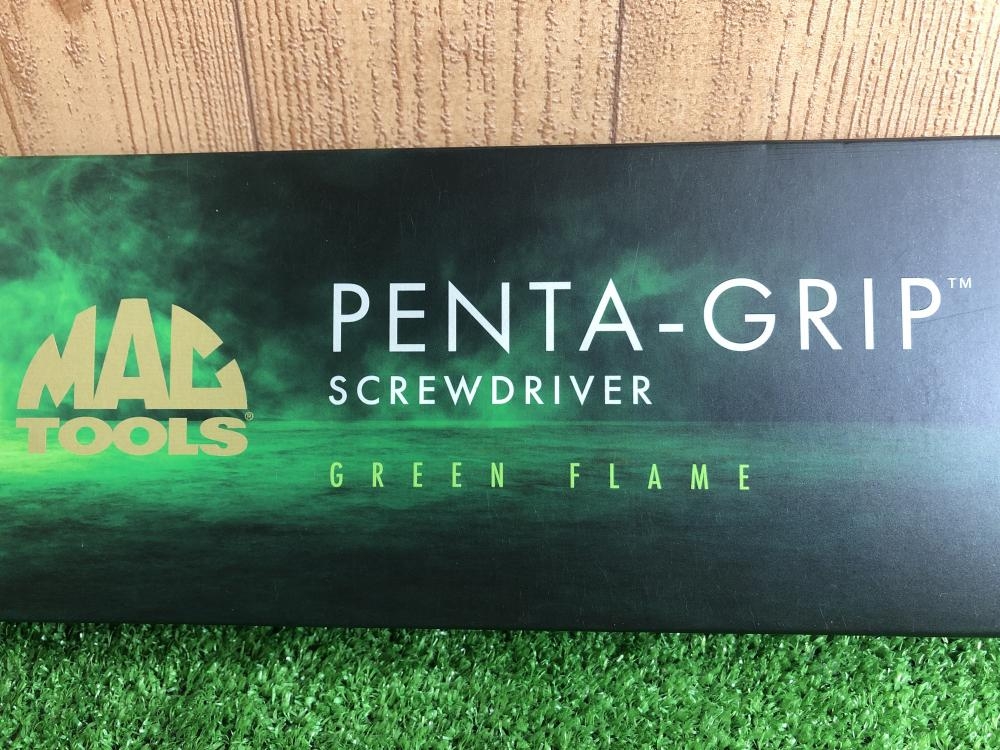 MAC
TOOLS®
PENTA-GRIP™
SCREWDRIVER
GREEN FLAME